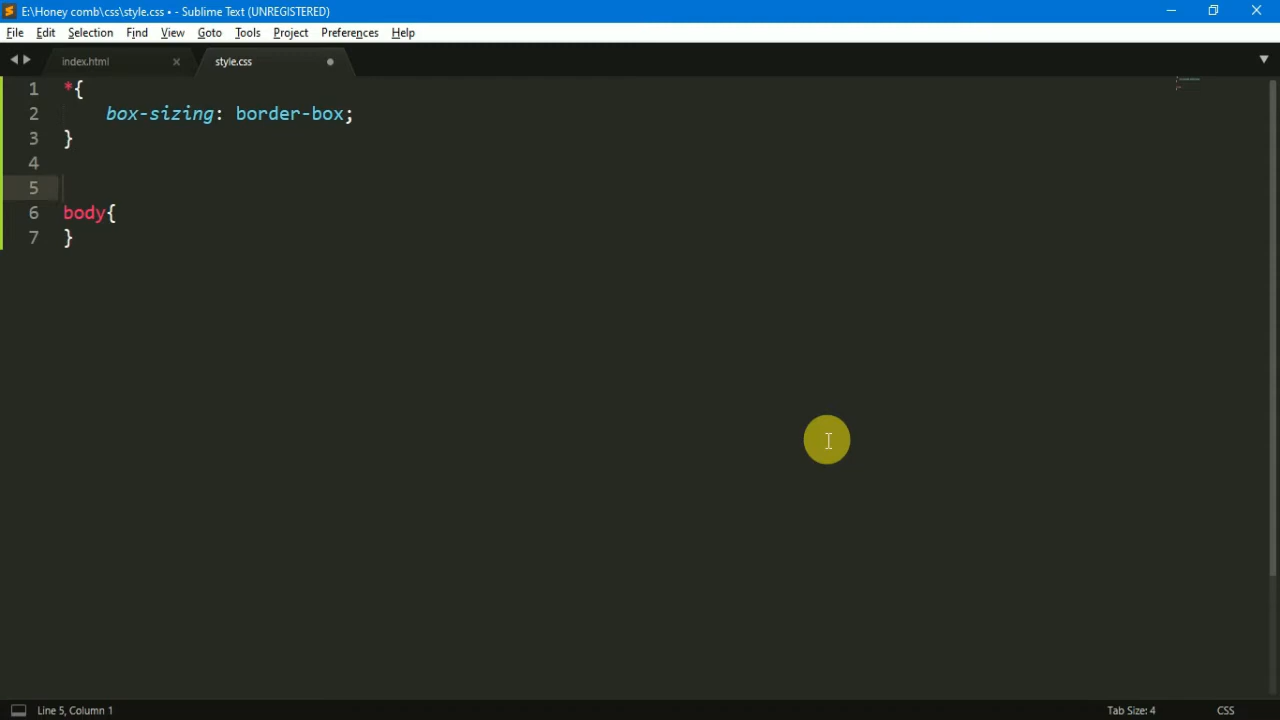 E:\Honey comb\css\style.css • - Sublime Text (UNREGISTERED)
File Edit Selection Find View Goto Tools Project Preferences Help
index.html style.css
1 *{
2 box-sizing: border-box;
3 }
4
5
6 body{
7 }
Line 5, Column 1 Tab Size: 4 CSS